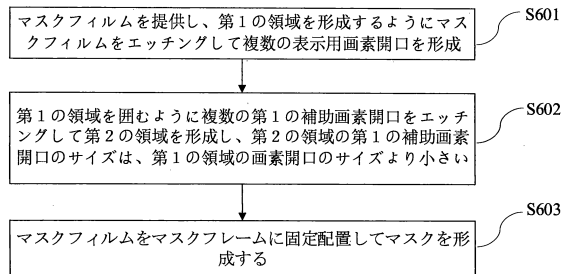 マスクフィルムを提供し、第1の領域を形成するようにマス
クフィルムをエッチングして複数の表示用画素開口を形成
S601
第1の領域を囲むように複数の第1の補助画素開口をエッチ
ングして第2の領域を形成し、第2の領域の第1の補助画素
開口のサイズは、第1の領域の画素開口のサイズより小さい
S602
マスクフィルムをマスクフレームに固定配置してマスクを形
成する
S603